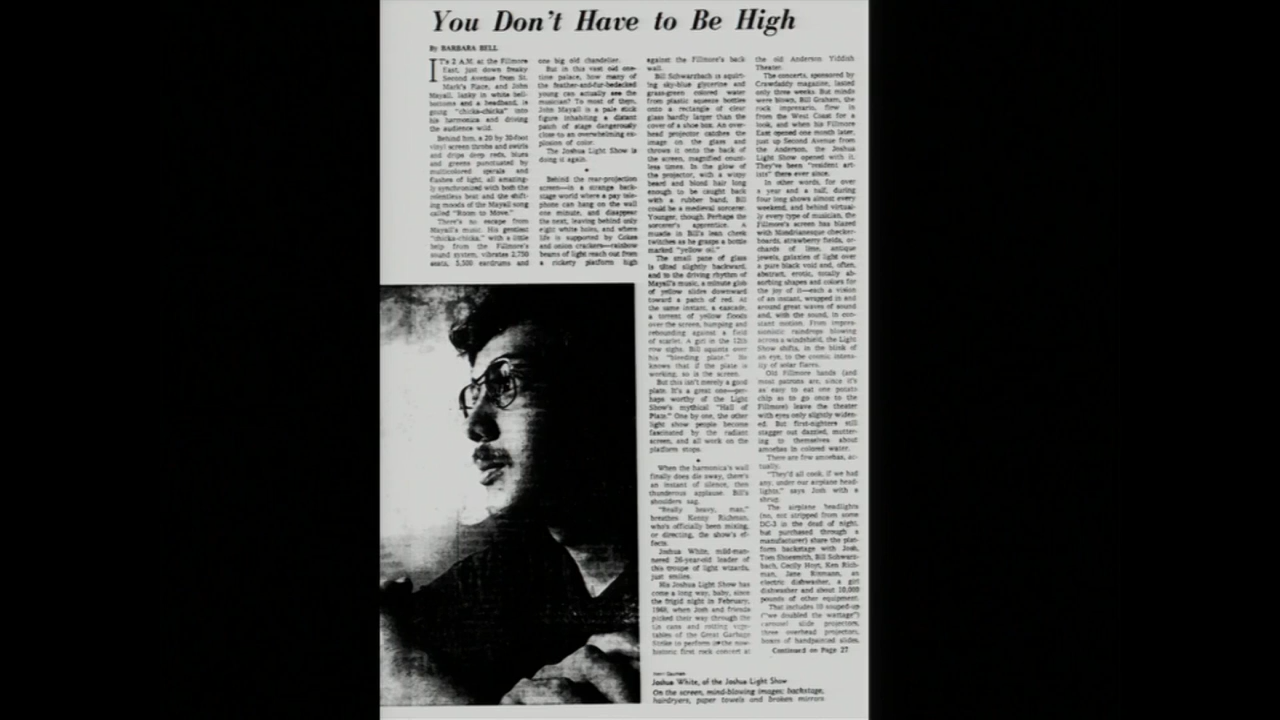 You Don't Have to Be High
By BARBARA BELL
IT's 2 A.M. at the Fillmore
East, just down freaky
Second Avenue from St.
Mark's Place, and John
Mayall, lanky in white bell-
bottoms and a headband, is
going "chicka-chicka" into
his harmonica and driving
the audience wild.
Behind him, a 20 by 30-foot
vinyl screen throbs and swirls
and drips deep reds, blues
and greens punctuated by
multicolored spirals and
flashes of light, all amazing-
ly synchronized with both the
relentless beat and the shift-
ing moods of the Mayall song
called "Room to Move."
There's no escape from
Mayall's music. His gentlest
"chicka-chicka," with a little
help from the Fillmore's
sound system, vibrates 2,750
seats, 5,500 eardrums and
one big old chandelier.
But in this vast old one-
time palace, how many of
the feather-and-fur-bedecked
young can actually see the
musician? To most of them,
John Mayall is a pale stick
figure inhabiting a distant
patch of stage dangerously
close to an overwhelming ex-
plosion of color.
The Joshua Light Show is
doing it again.
Behind the rear-projection
screen—in a strange back-
stage world where a pay tele-
phone can hang on the wall
one minute, and disappear
the next, leaving behind only
eight white holes, and where
life is supported by Cokes
and onion crackers—rainbow
beams of light reach out from
a rickety platform high
against the Fillmore's back
wall.
Bill Schwarzbach is squirt-
ing sky-blue glycerine and
grass-green colored water
from plastic squeeze bottles
onto a rectangle of clear
glass hardly larger than the
cover of a shoe box. An over-
head projector catches the
image on the glass and
throws it onto the back of
the screen, magnified count-
less times. In the glow of
the projector, with a wispy
beard and blond hair long
enough to be caught back
with a rubber band, Bill
could be a medieval sorcerer.
Younger, though. Perhaps the
sorcerer's apprentice. A
muscle in Bill's lean cheek
twitches as he grasps a bottle
marked "yellow oil."
The small pane of glass
is tilted slightly backward,
and to the driving rhythm of
Mayall's music, a minute glob
of yellow slides downward
toward a patch of red. At
the same instant, a cascade,
a torrent of yellow floods
over the screen, bumping and
rebounding against a field
of scarlet. A girl in the 12th
row sighs. Bill squints over
his "bleeding plate." He
knows that if the plate is
working, so is the screen.
But this isn't merely a good
plate. It's a great one—per-
haps worthy of the Light
Show's mythical "Hall of
Plate." One by one, the other
light show people become
fascinated by the radiant
screen, and all work on the
platform stops.
When the harmonica's wail
finally does die away, there's
an instant of silence, then
thunderous applause. Bill's
shoulders sag.
"Really heavy, man,"
breathes Kenny Richman,
who's officially been mixing,
or directing, the show's ef-
fects.
Joshua White, mild-man-
nered 26-year-old leader of
this troupe of light wizards,
just smiles.
His Joshua Light Show has
come a long way, baby, since
the frigid night in February,
1968, when Josh and friends
picked their way through the
tin cans and rotting vege-
tables of the Great Garbage
Strike to perform in the now-
historic first rock concert at
the old Anderson Yiddish
Theater.
The concerts, sponsored by
Crawdaddy magazine, lasted
only three weeks. But minds
were blown, Bill Graham, the
rock impresario, flew in
from the West Coast for a
look, and when his Fillmore
East opened one month later,
just up Second Avenue from
the Anderson, the Joshua
Light Show opened with it.
They've been "resident art-
ists" there ever since.
In other words, for over
a year and a half, during
four long shows almost every
weekend, and behind virtual-
ly every type of musician, the
Fillmore's screen has blazed
with Mondrianesque checker-
boards, strawberry fields, or-
chards of lime, antique
jewels, galaxies of light over
a pure black void and, often,
abstract, erotic, totally ab-
sorbing shapes and colors for
the joy of it—each a vision
of an instant, wrapped in and
around great waves of sound
and, with the sound, in con-
stant motion. From impres-
sionistic raindrops blowing
across a windshield, the Light
Show shifts, in the blink of
an eye, to the cosmic intens-
ity of solar flares.
Old Fillmore hands (and
most patrons are, since it's
as easy to eat one potato
chip as to go once to the
Fillmore) leave the theater
with eyes only slightly widen-
ed. But first-nighters still
stagger out dazzled, mutter-
ing to themselves about
amoebas in colored water.
There are few amoebas, ac-
tually.
"They'd all cook, if we had
any, under our airplane head-
lights," says Josh with a
shrug.
The airplane headlights
(no, not stripped from some
DC-3 in the dead of night,
but purchased through a
manufacturer) share the plat-
form backstage with Josh,
Tom Shoesmith, Bill Schwarz-
bach, Cecily Hoyt, Ken Rich-
man, Jane Rixmann, an
electric dishwasher, a girl
dishwasher and about 10,000
pounds of other equipment.
That includes 10 souped-up
("we doubled the wattage")
carousel slide projectors,
three overhead projectors,
boxes of handpainted slides,
Continued on Page 27
Joshua White, of the Joshua Light Show
On the screen, mind-blowing images; backstage,
hairdryers, paper towels and broken mirrors